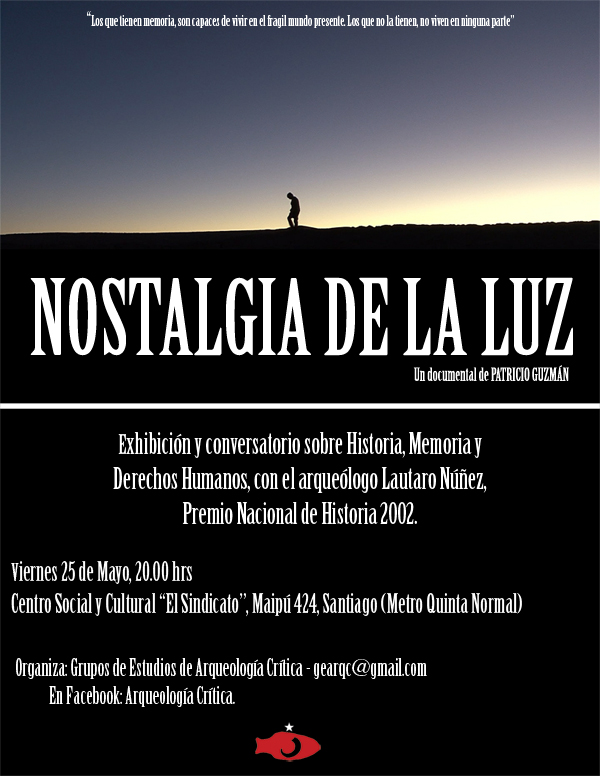 “Los que tienen memoria, son capaces de vivir en el fragil mundo presente. Los que no la tienen, no viven en ninguna parte”
NOSTALGIA DE LA LUZ
Un documental de PATRICIO GUZMÁN
Exhibición y conversatorio sobre Historia, Memoria y
Derechos Humanos, con el arqueólogo Lautaro Núñez,
Premio Nacional de Historia 2002.
Viernes 25 de Mayo, 20.00 hrs
Centro Social y Cultural “El Sindicato”, Maipú 424, Santiago (Metro Quinta Normal)
Organiza: Grupos de Estudios de Arqueología Crítica - gearqc@gmail.com
En Facebook: Arqueología Crítica.